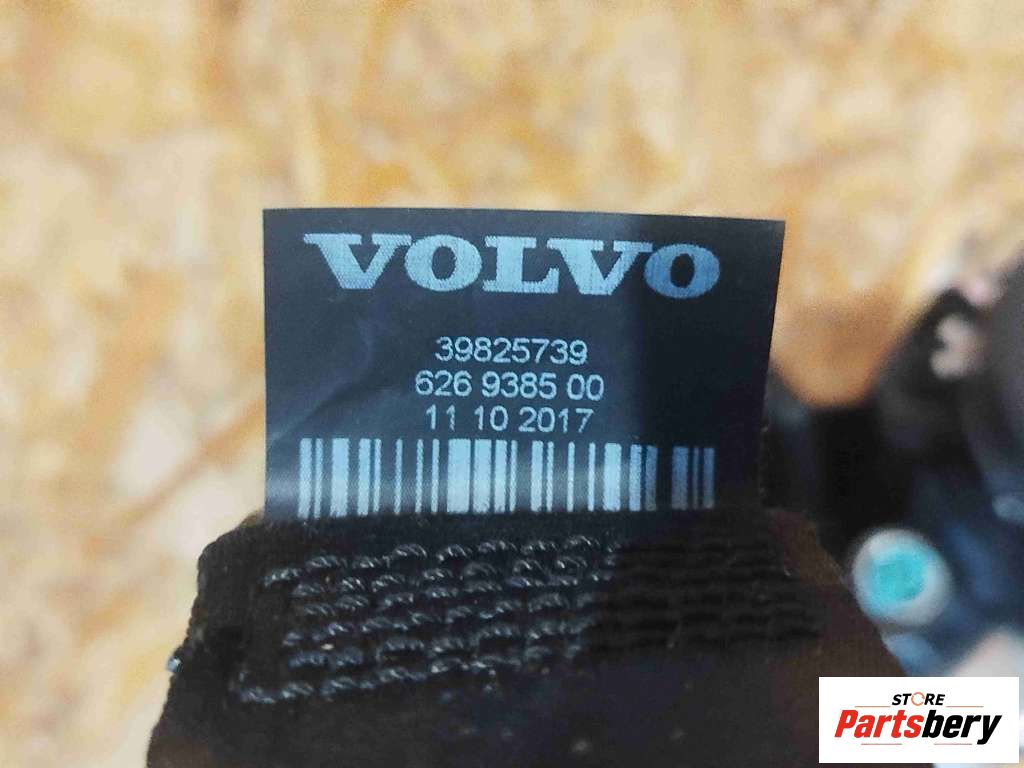 VOLVO
39825739
626 9385 00
11 10 2017
STORE
Partsbery